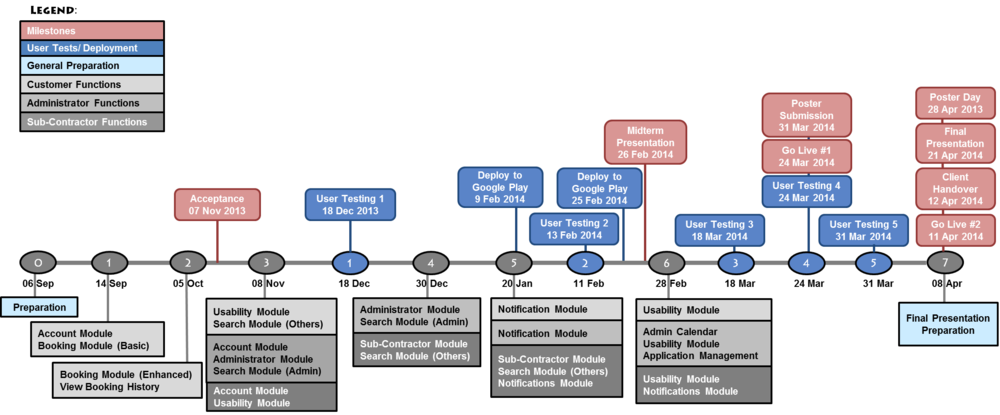 LEGEND:
Milestones
User Tests/ Deployment
General Preparation
Customer Functions
Administrator Functions
Sub-Contractor Functions
Acceptance
07 Nov 2013
User Testing 1
18 Dec 2013
Deploy to
Google Play
9 Feb 2014
User Testing 2
13 Feb 2014
Deploy to
Google Play
25 Feb 2014
Midterm
Presentation
26 Feb 2014
User Testing 3
18 Mar 2014
Poster
Submission
31 Mar 2014
Go Live #1
24 Mar 2014
User Testing 4
24 Mar 2014
User Testing 5
31 Mar 2014
Poster Day
28 Apr 2013
Final
Presentation
21 Apr 2014
Client
Handover
12 Apr 2014
Go Live #2
11 Apr 2014
0
1
2
3
1
4
5
2
6
3
4
5
7
06 Sep
14 Sep
05 Oct
08 Nov
18 Dec
30 Dec
20 Jan
11 Feb
28 Feb
18 Mar
24 Mar
31 Mar
08 Apr
Preparation
Account Module
Booking Module (Basic)
Booking Module (Enhanced)
View Booking History
Usability Module
Search Module (Others)
Account Module
Administrator Module
Search Module (Admin)
Account Module
Usability Module
Administrator Module
Search Module (Admin)
Sub-Contractor Module
Search Module (Others)
Notification Module
Notification Module
Sub-Contractor Module
Search Module (Others)
Notifications Module
Usability Module
Admin Calendar
Usability Module
Application Management
Usability Module
Notifications Module
Final Presentation
Preparation